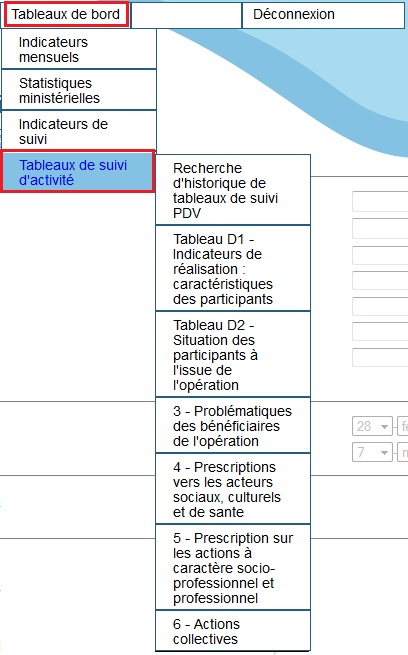 Tableaux de bord
Déconnexion
Indicateurs
mensuels
Statistiques
ministérielles
Indicateurs de
suivi
Tableaux de suivi
d'activité
Recherche
d'historique de
tableaux de suivi
PDV
Tableau D1 -
Indicateurs de
réalisation :
caractéristiques
des participants
Tableau D2 -
Situation des
participants à
l'issue de
l'opération
3 - Problématiques
des bénéficiaires
de l'opération
4 - Prescriptions
vers les acteurs
sociaux, culturels
et de sante
5 - Prescription sur
les actions à
caractère socio-
professionnel et
professionnel
6 - Actions
collectives
28 -
7 -